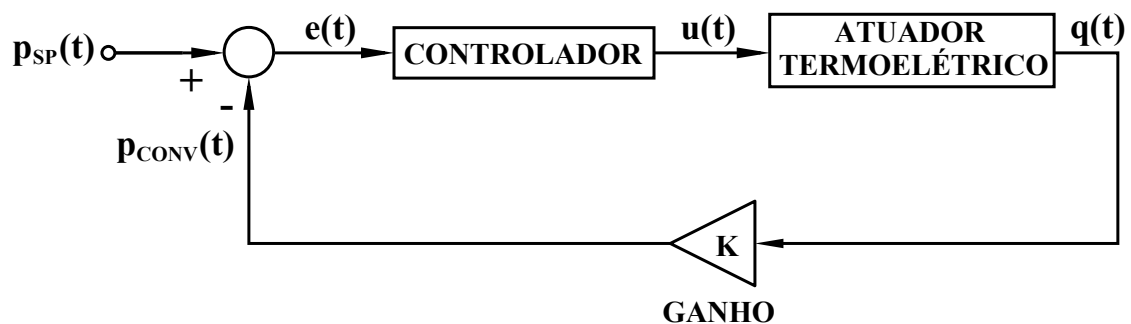 p_SP(t)
+
-
e(t)
CONTROLADOR
u(t)
ATUADOR
TERMOELÉTRICO
q(t)
p_CONV(t)
K
GANHO